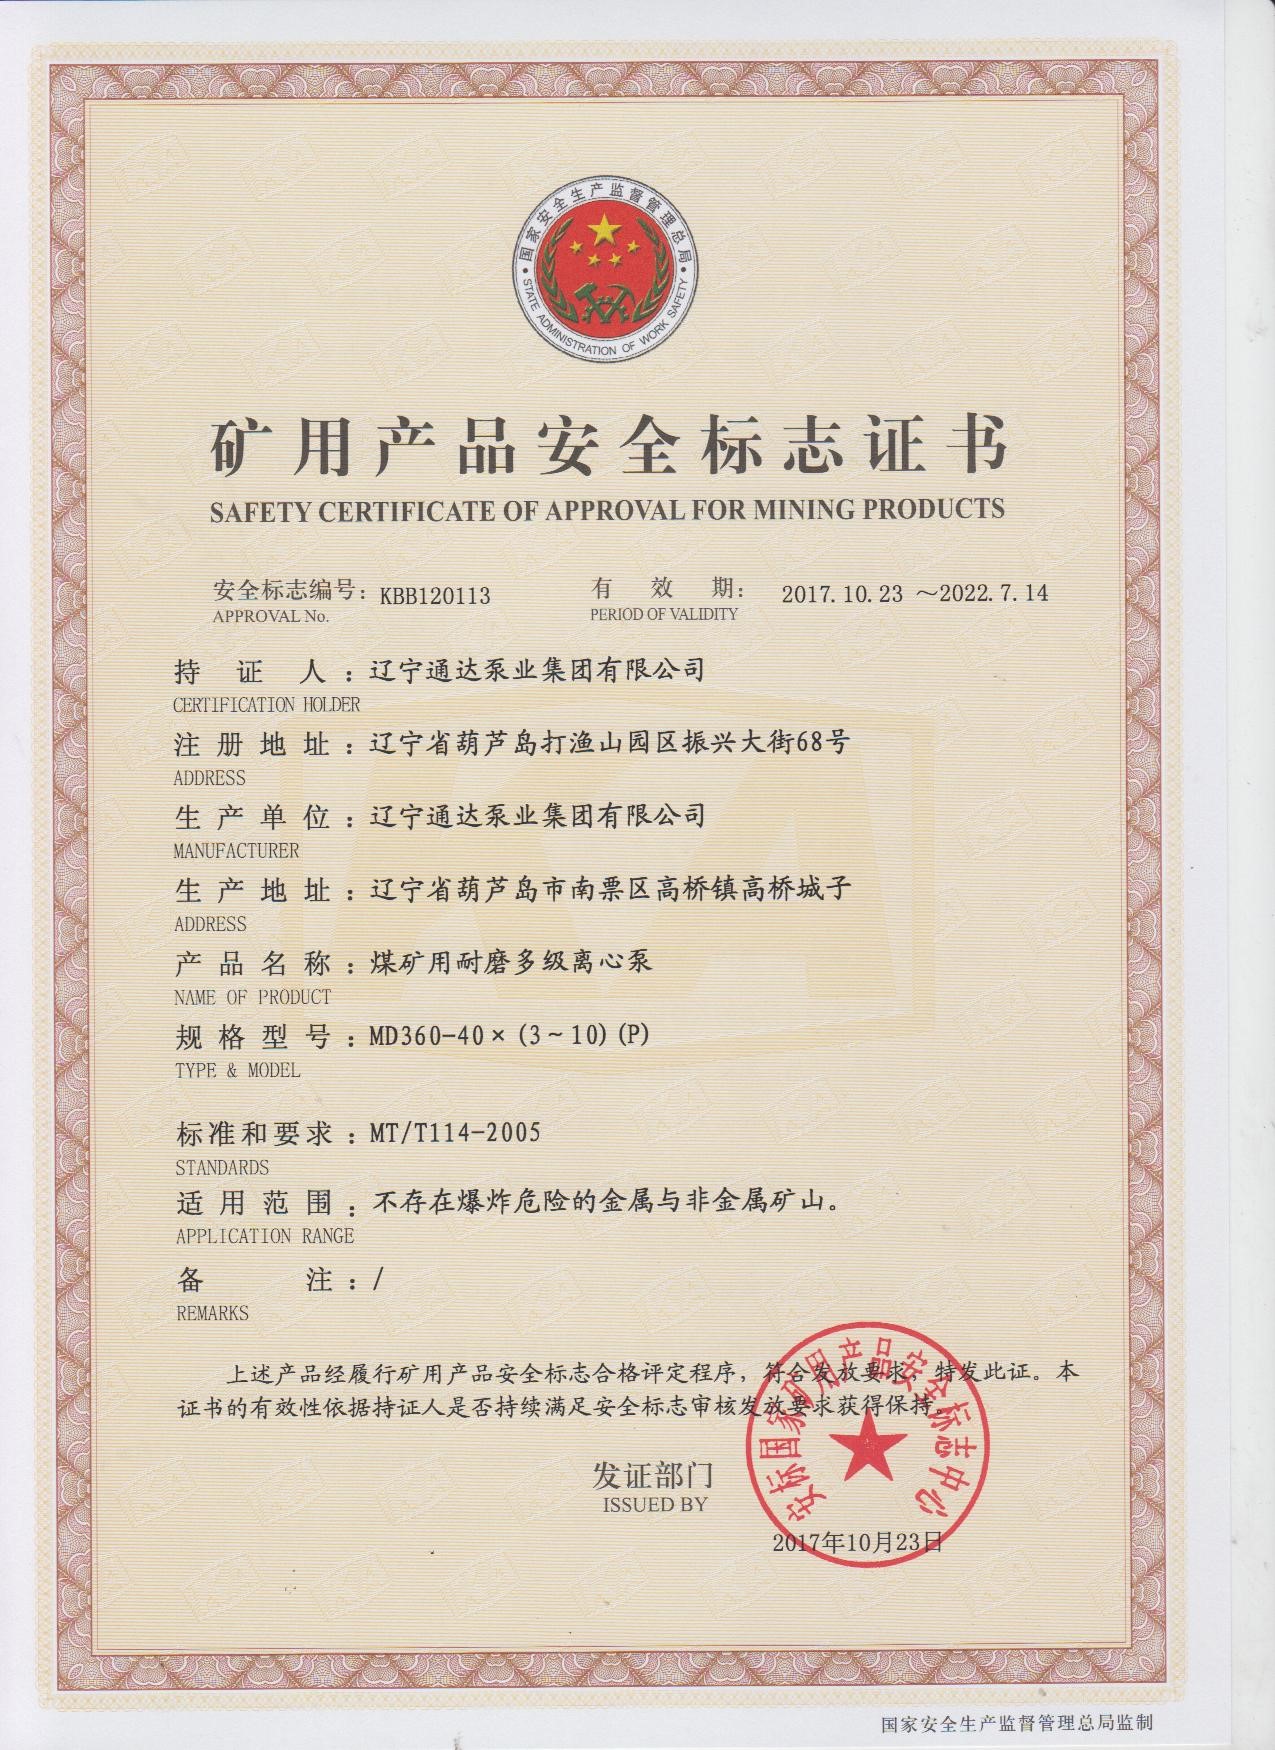 国家安全生产监督管理总局
STATE ADMINISTRATION OF WORK SAFETY
矿用产品安全标志证书
SAFETY CERTIFICATE OF APPROVAL FOR MINING PRODUCTS
安全标志编号：KBB120113 有效期：2017.10.23～2022.7.14
APPROVAL No. PERIOD OF VALIDITY
持证人：辽宁通达泵业集团有限公司
CERTIFICATION HOLDER
注册地址：辽宁省葫芦岛打渔山园区振兴大街68号
ADDRESS
生产单位：辽宁通达泵业集团有限公司
MANUFACTURER
生产地址：辽宁省葫芦岛市南票区高桥镇高桥城子
ADDRESS
产品名称：煤矿用耐磨多级离心泵
NAME OF PRODUCT
规格型号：MD360-40×(3~10)(P)
TYPE & MODEL
标准和要求：MT/T114-2005
STANDARDS
适用范围：不存在爆炸危险的金属与非金属矿山。
APPLICATION RANGE
备注：/
REMARKS
上述产品经履行矿用产品安全标志合格评定程序，符合发放要求，特发此证。本
证书的有效性依据持证人是否持续满足安全标志审核发放要求获得保持。
安标国家矿用产品安全标志中心
发证部门
ISSUED BY
2017年10月23日
国家安全生产监督管理总局监制